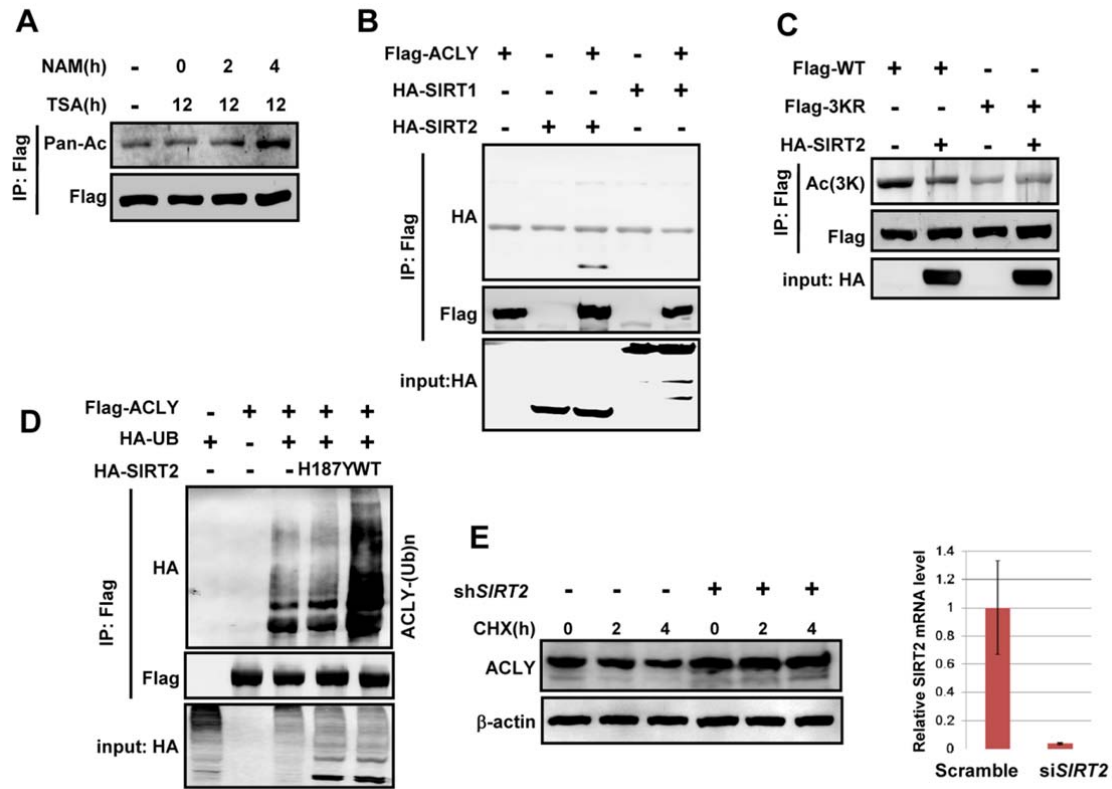 A
NAM(h) - 0 2 4
TSA(h) - 12 12 12
IP: Flag
Pan-Ac
Flag
B
Flag-ACLY + - + - +
HA-SIRT1 - - - + +
HA-SIRT2 - + + - -
IP: Flag
HA
Flag
input:HA
C
Flag-WT + + - -
Flag-3KR - - + +
HA-SIRT2 - + - +
IP: Flag
Ac(3K)
Flag
input: HA
D
Flag-ACLY - + + + +
HA-UB + - + + +
HA-SIRT2 - - - H187Y WT
IP: Flag
HA
ACLY-(Ub)n
Flag
input: HA
E
shSIRT2 - - - + + +
CHX(h) 0 2 4 0 2 4
ACLY
β-actin
Relative SIRT2 mRNA level
1.4
1.2
1
0.8
0.6
0.4
0.2
0
Scramble siSIRT2